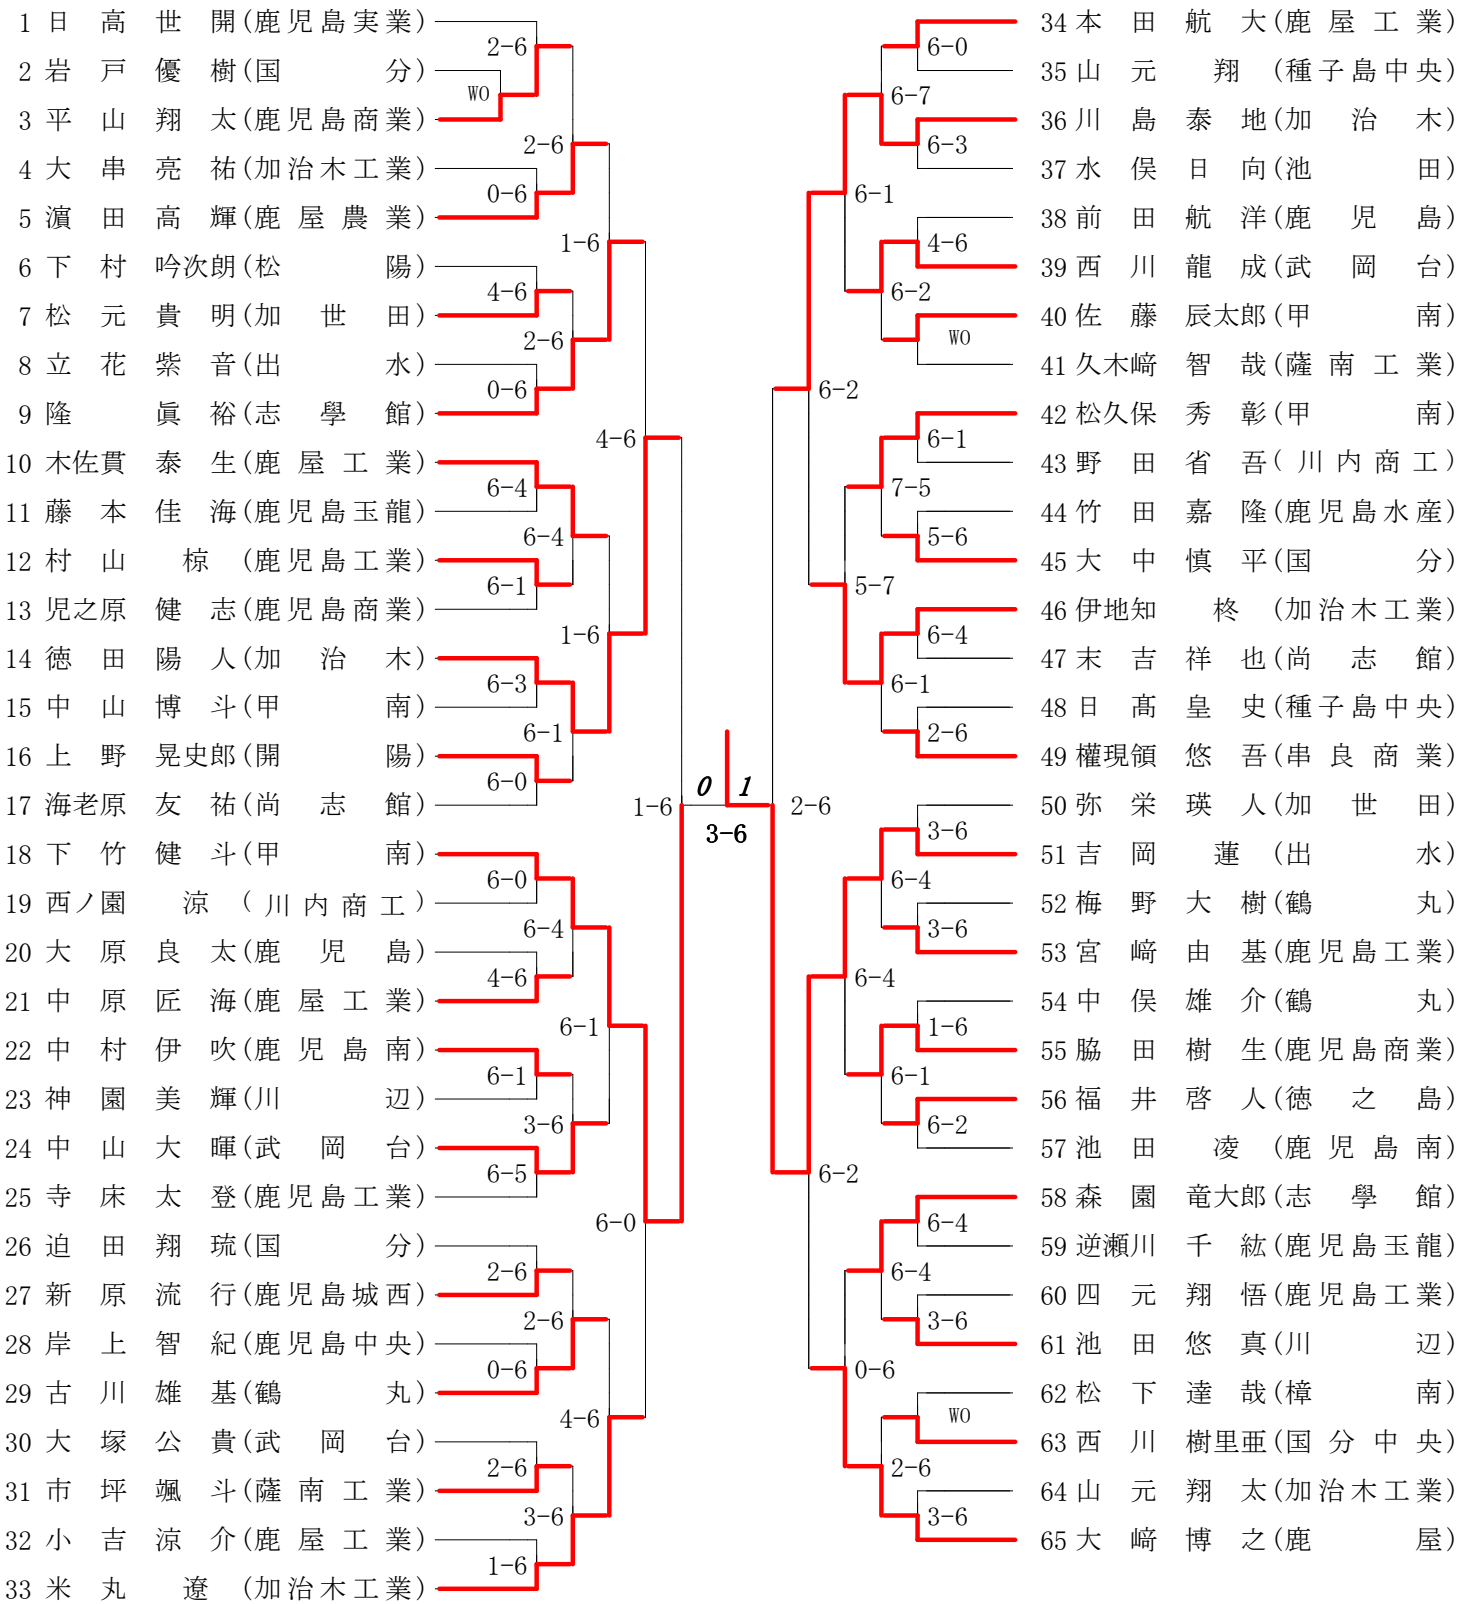 1 日高世開(鹿児島実業)
2 岩戸優樹(国分)
3 平山翔太(鹿児島商業)
4 大串亮祐(加治木工業)
5 濵田高輝(鹿屋農業)
6 下村吟次朗(松陽)
7 松元貴明(加世田)
8 立花紫音(出水)
9 隆眞裕(志學館)
10 木佐貫泰生(鹿屋工業)
11 藤本佳海(鹿児島玉龍)
12 村山椋(鹿児島工業)
13 児之原健志(鹿児島商業)
14 徳田陽人(加治木)
15 中山博斗(甲南)
16 上野晃史郎(開陽)
17 海老原友祐(尚志館)
18 下竹健斗(甲南)
19 西ノ園涼(川内商工)
20 大原良太(鹿児島)
21 中原匠海(鹿屋工業)
22 中村伊吹(鹿児島南)
23 神園美輝(川辺)
24 中山大暉(武岡台)
25 寺床太登(鹿児島工業)
26 迫田翔琉(国分)
27 新原流行(鹿児島城西)
28 岸上智紀(鹿児島中央)
29 古川雄基(鶴丸)
30 大塚公貴(武岡台)
31 市坪颯斗(薩南工業)
32 小吉涼介(鹿屋工業)
33 米丸遼(加治木工業)
2-6
WO
2-6
0-6
1-6
4-6
2-6
0-6
4-6
6-4
6-4
6-1
1-6
6-3
6-1
6-0
1-6
6-0
6-4
4-6
6-1
6-1
3-6
6-5
6-0
2-6
2-6
0-6
4-6
2-6
3-6
1-6
0 1
3-6
34 本田航大(鹿屋工業)
35 山元翔(種子島中央)
36 川島泰地(加治木)
37 水俣日向(池田)
38 前田航洋(鹿児島)
39 西川龍成(武岡台)
40 佐藤辰太郎(甲南)
41 久木﨑智哉(薩南工業)
42 松久保秀彰(甲南)
43 野田省吾(川内商工)
44 竹田嘉隆(鹿児島水産)
45 大中慎平(国分)
46 伊地知柊(加治木工業)
47 末吉祥也(尚志館)
48 日髙皇史(種子島中央)
49 權現領悠吾(串良商業)
50 弥栄瑛人(加世田)
51 吉岡蓮(出水)
52 梅野大樹(鶴丸)
53 宮﨑由基(鹿児島工業)
54 中俣雄介(鶴丸)
55 脇田樹生(鹿児島商業)
56 福井啓人(徳之島)
57 池田凌(鹿児島南)
58 森園竜大郎(志學館)
59 逆瀬川千紘(鹿児島玉龍)
60 四元翔悟(鹿児島工業)
61 池田悠真(川辺)
62 松下達哉(樟南)
63 西川樹里亜(国分中央)
64 山元翔太(加治木工業)
65 大﨑博之(鹿屋)
6-0
6-7
6-3
6-1
4-6
6-2
WO
6-2
6-1
7-5
5-6
5-7
6-4
6-1
2-6
2-6
3-6
6-4
3-6
6-4
1-6
6-1
6-2
6-2
6-4
6-4
3-6
0-6
WO
2-6
3-6